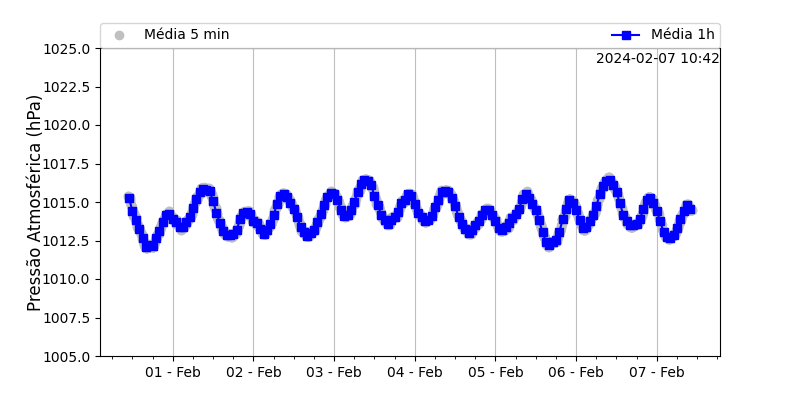 Média 5 min
Média 1h
2024-02-07 10:42
Pressão Atmosférica (hPa)
1025.0
1022.5
1020.0
1017.5
1015.0
1012.5
1010.0
1007.5
1005.0
01 - Feb
02 - Feb
03 - Feb
04 - Feb
05 - Feb
06 - Feb
07 - Feb